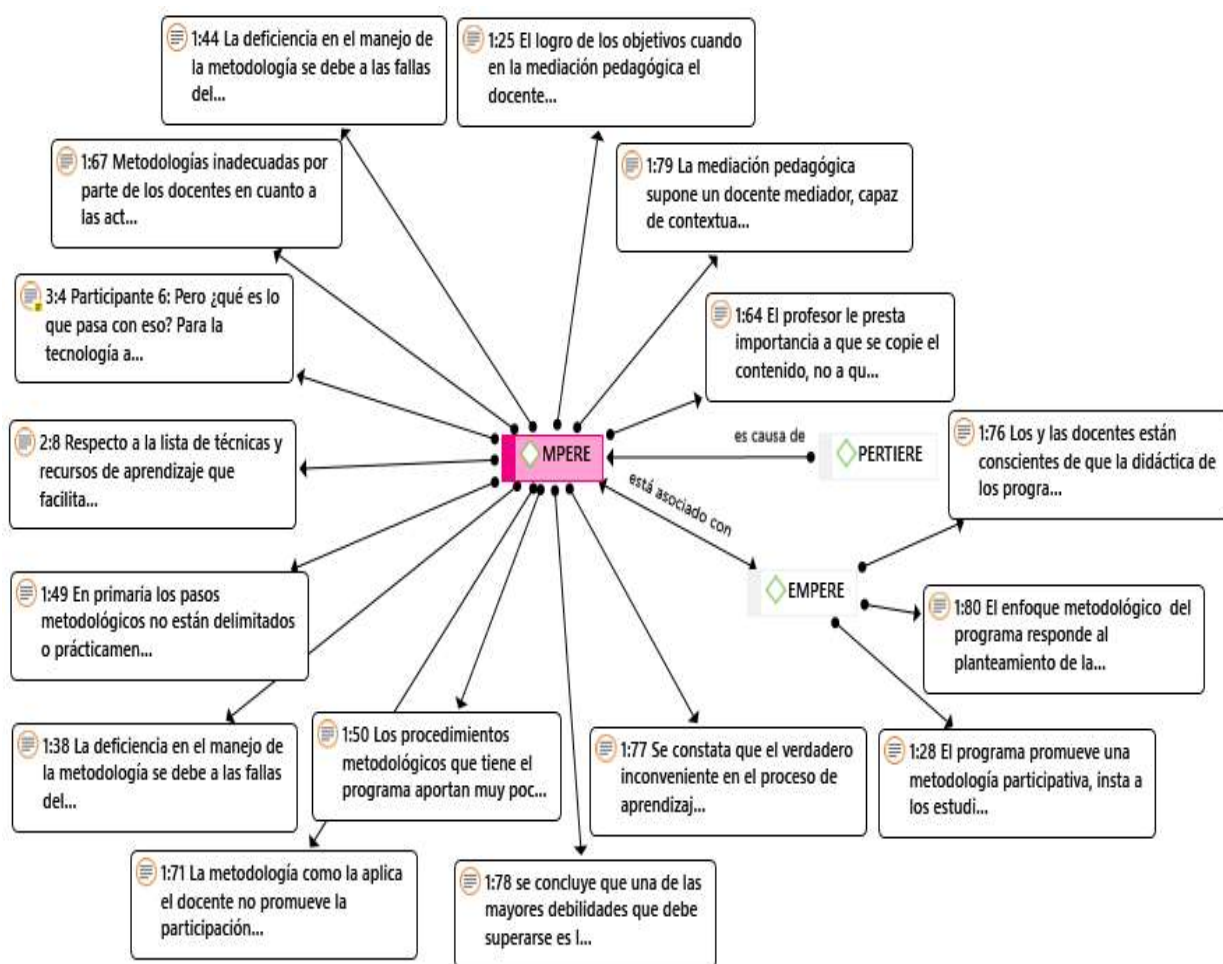 1:44 La deficiencia en el manejo de
la metodología se debe a las fallas
del...
1:25 El logro de los objetivos cuando
en la mediación pedagógica el
docente...
1:67 Metodologías inadecuadas por
parte de los docentes en cuanto a
las act...
1:79 La mediación pedagógica
supone un docente mediador, capaz
de contextua...
3:4 Participante 6: Pero ¿qué es lo
que pasa con eso? Para la
tecnología a...
1:64 El profesor le presta
importancia a que se copie el
contenido, no a qu...
2:8 Respecto a la lista de técnicas y
recursos de aprendizaje que
facilita...
MPERE
es causa de
PERTIERE
1:76 Los y las docentes están
conscientes de que la didáctica de
los progra...
está asociado con
EMPERE
1:49 En primaria los pasos
metodológicos no están delimitados
o prácticamen...
1:80 El enfoque metodológico del
programa responde al
planteamiento de la...
1:38 La deficiencia en el manejo de
la metodología se debe a las fallas
del...
1:50 Los procedimientos
metodológicos que tiene el
programa aportan muy poc...
1:77 Se constata que el verdadero
inconveniente en el proceso de
aprendizaj...
1:28 El programa promueve una
metodología participativa, insta a
los estudi...
1:71 La metodología como la aplica
el docente no promueve la
participación...
1:78 se concluye que una de las
mayores debilidades que debe
superarse es l...